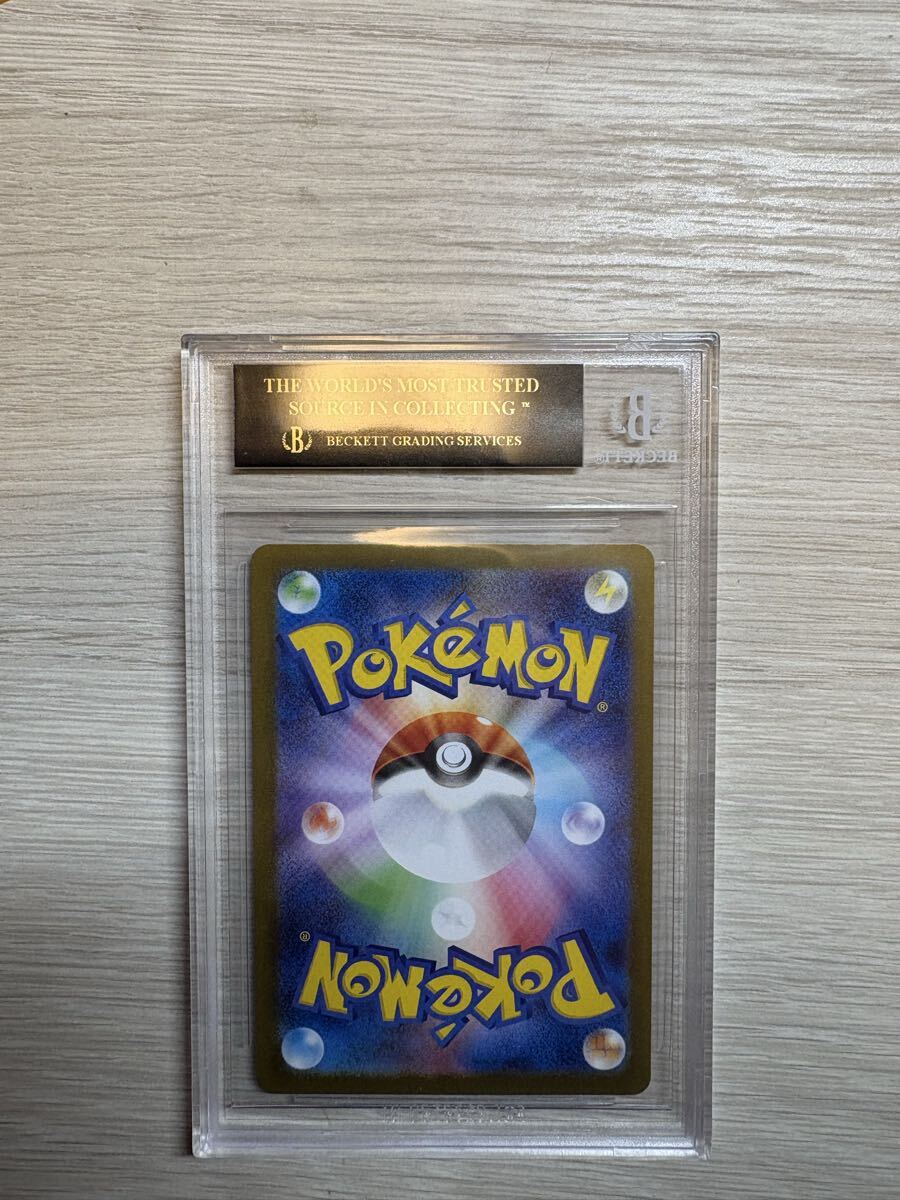 THE WORLD'S MOST TRUSTED
SOURCE IN COLLECTING ™
B BECKETT GRADING SERVICES
B
BECKETT®
POKéMON®
POKéMON®